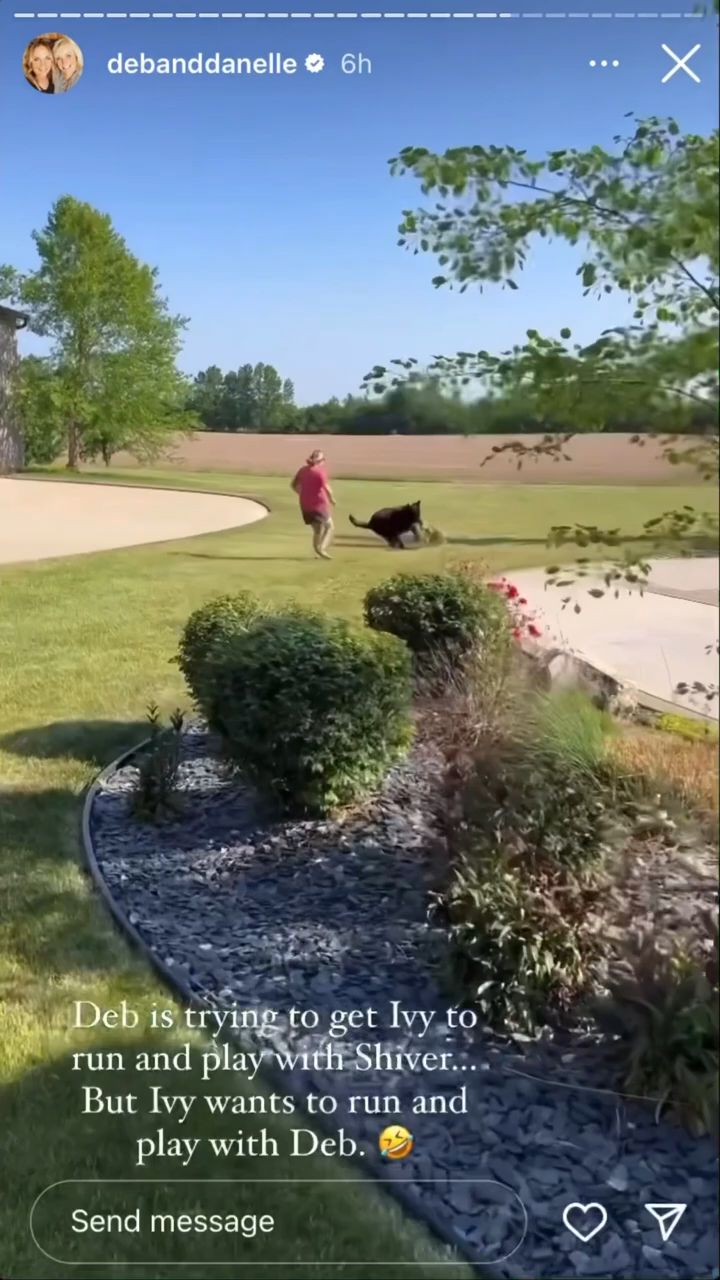 debanddanelle 6h
Deb is trying to get Ivy to
run and play with Shiver...
But Ivy wants to run and
play with Deb. 🤣
Send message